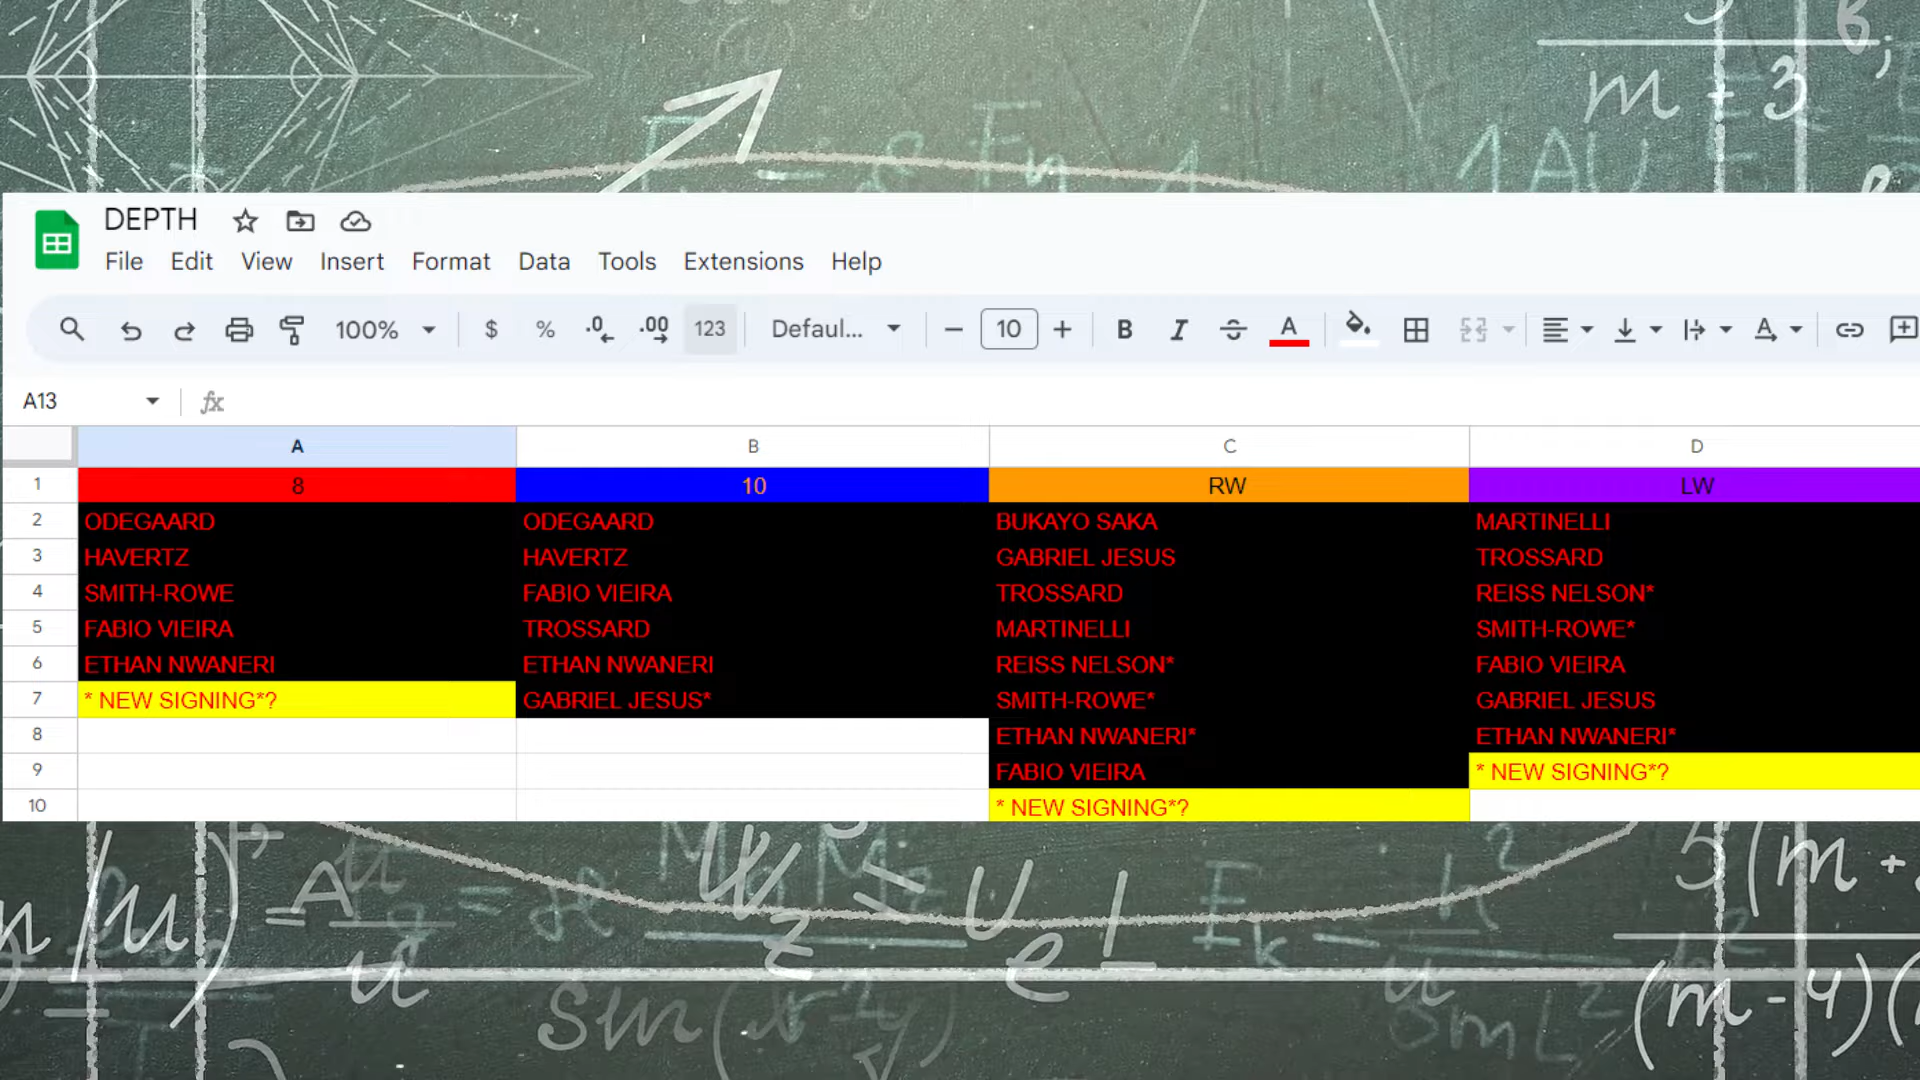 m = 3
DEPTH
File Edit View Insert Format Data Tools Extensions Help
100% $ % .0 .00 123 Defaul... 10 B I A A
A13 fx
A B C D
1 8 10 RW LW
2 ODEGAARD ODEGAARD BUKAYO SAKA MARTINELLI
3 HAVERTZ HAVERTZ GABRIEL JESUS TROSSARD
4 SMITH-ROWE FABIO VIEIRA TROSSARD REISS NELSON*
5 FABIO VIEIRA TROSSARD MARTINELLI SMITH-ROWE*
6 ETHAN NWANERI ETHAN NWANERI REISS NELSON* FABIO VIEIRA
7 * NEW SIGNING*? GABRIEL JESUS* SMITH-ROWE* GABRIEL JESUS
8 ETHAN NWANERI* ETHAN NWANERI*
9 FABIO VIEIRA * NEW SIGNING*?
10 * NEW SIGNING*?